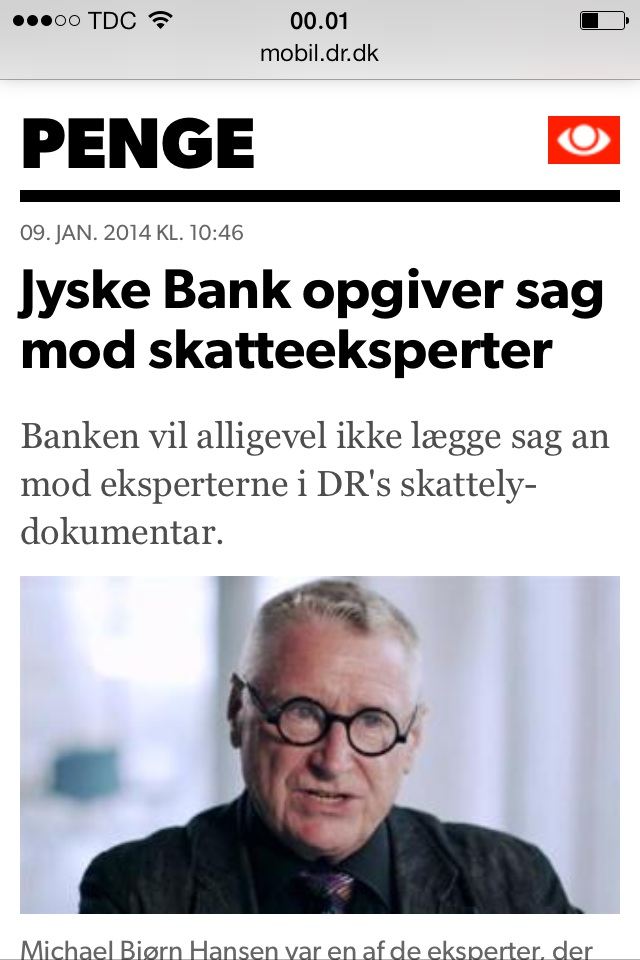 TDC 00.01
mobil.dr.dk
PENGE
09. JAN. 2014 KL. 10:46
Jyske Bank opgiver sag
mod skatteeksperter
Banken vil alligevel ikke lægge sag an
mod eksperterne i DR's skattely-
dokumentar.
Michael Bjørn Hansen var en af de eksperter, der